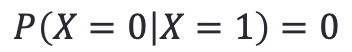 𝑃(𝑋 = 0|𝑋 = 1) = 0